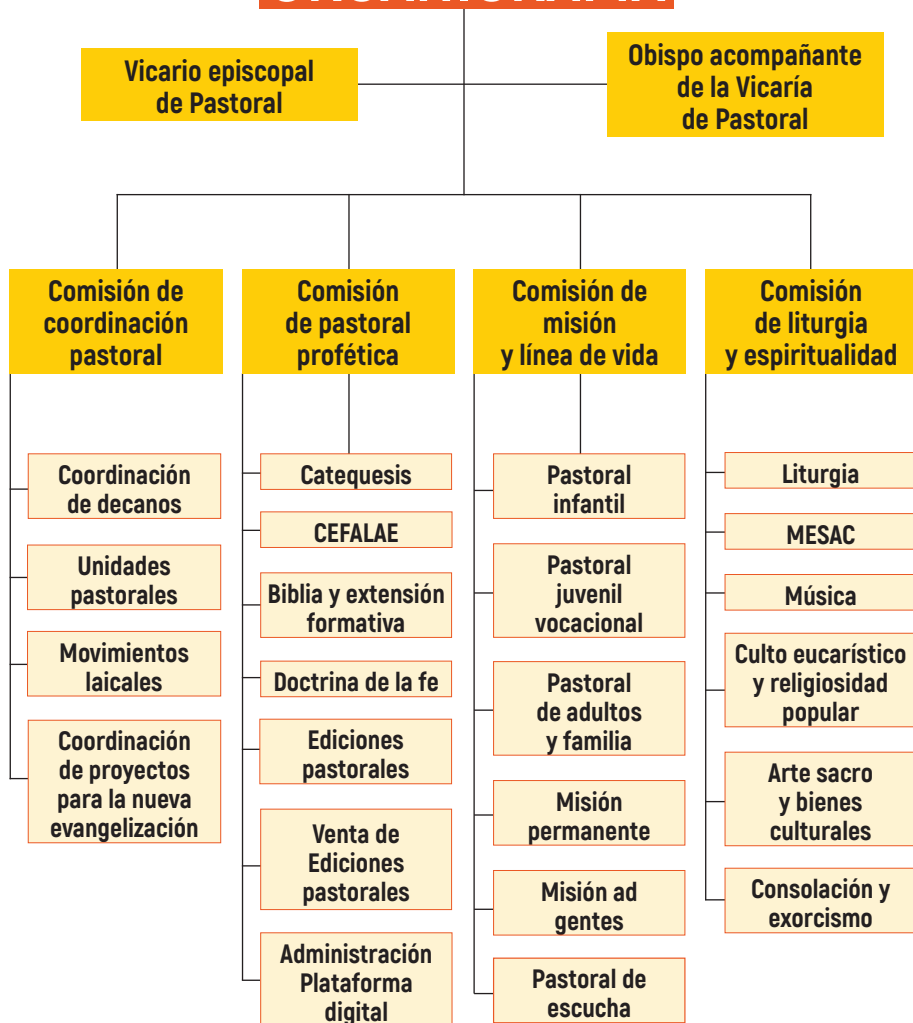 ORGANIGRAMA
Vicario episcopal
de Pastoral
Obispo acompañante
de la Vicaría
de Pastoral
Comisión de
coordinación
pastoral
Coordinación
de decanos
Unidades
pastorales
Movimientos
laicales
Coordinación
de proyectos
para la nueva
evangelización
Comisión
de pastoral
profética
Catequesis
CEFALAE
Biblia y extensión
formativa
Doctrina de la fe
Ediciones
pastorales
Venta de
Ediciones
pastorales
Administración
Plataforma
digital
Comisión de
misión
y línea de vida
Pastoral
infantil
Pastoral
juvenil
vocacional
Pastoral
de adultos
y familia
Misión
permanente
Misión ad
gentes
Pastoral de
escucha
Comisión
de liturgia
y espiritualidad
Liturgia
MESAC
Música
Culto eucarístico
y religiosidad
popular
Arte sacro
y bienes
culturales
Consolación y
exorcismo